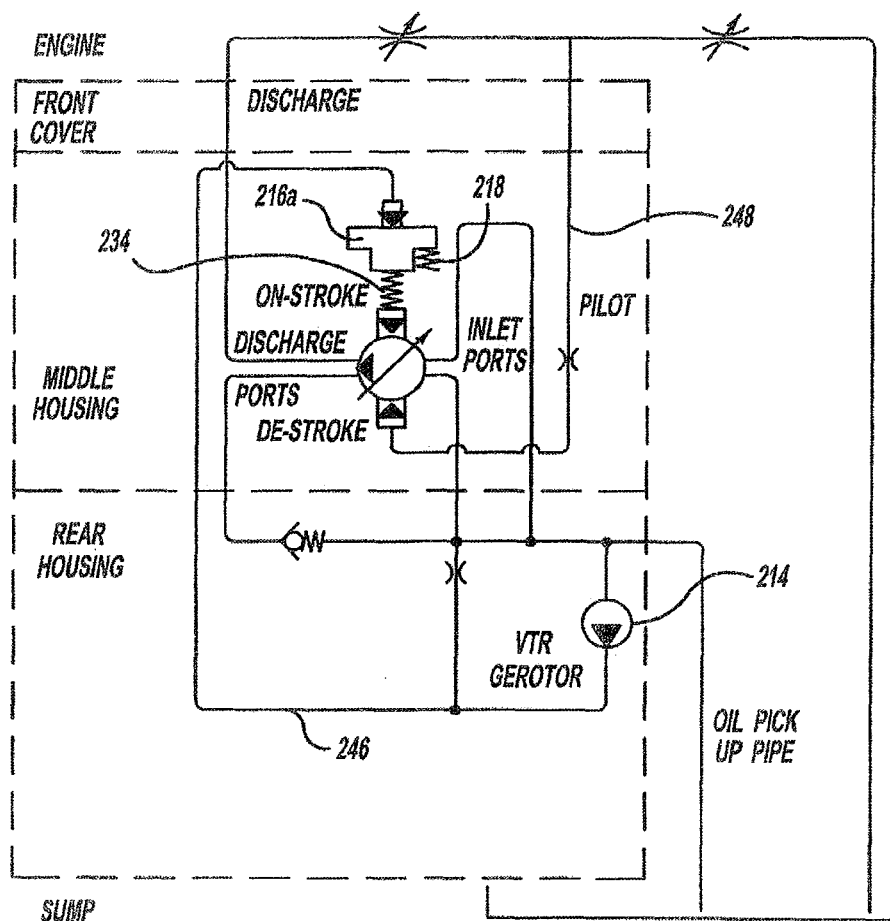 ENGINE
FRONT
COVER
DISCHARGE
216a
218
234
248
ON-STROKE
PILOT
DISCHARGE
INLET
PORTS
MIDDLE
HOUSING
PORTS
DE-STROKE
REAR
HOUSING
214
VTR
GEROTOR
246
OIL PICK
UP PIPE
SUMP